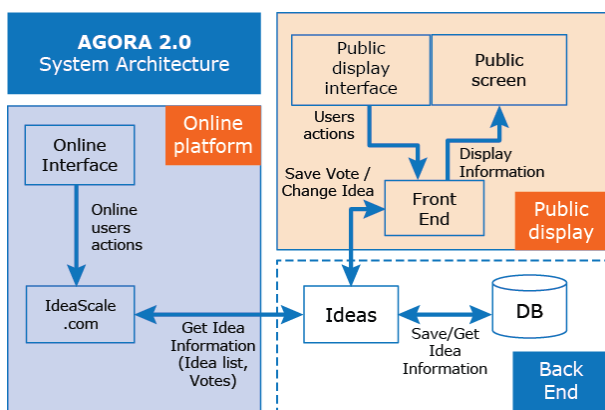 AGORA 2.0
System Architecture
Online
platform
Online
Interface
Online
users
actions
IdeaScale
.com
Get Idea
Information
(Idea list,
Votes)
Public
display
interface
Public
screen
Users
actions
Display
Information
Save Vote /
Change Idea
Front
End
Public
display
Ideas
Save/Get
Idea
Information
DB
Back
End